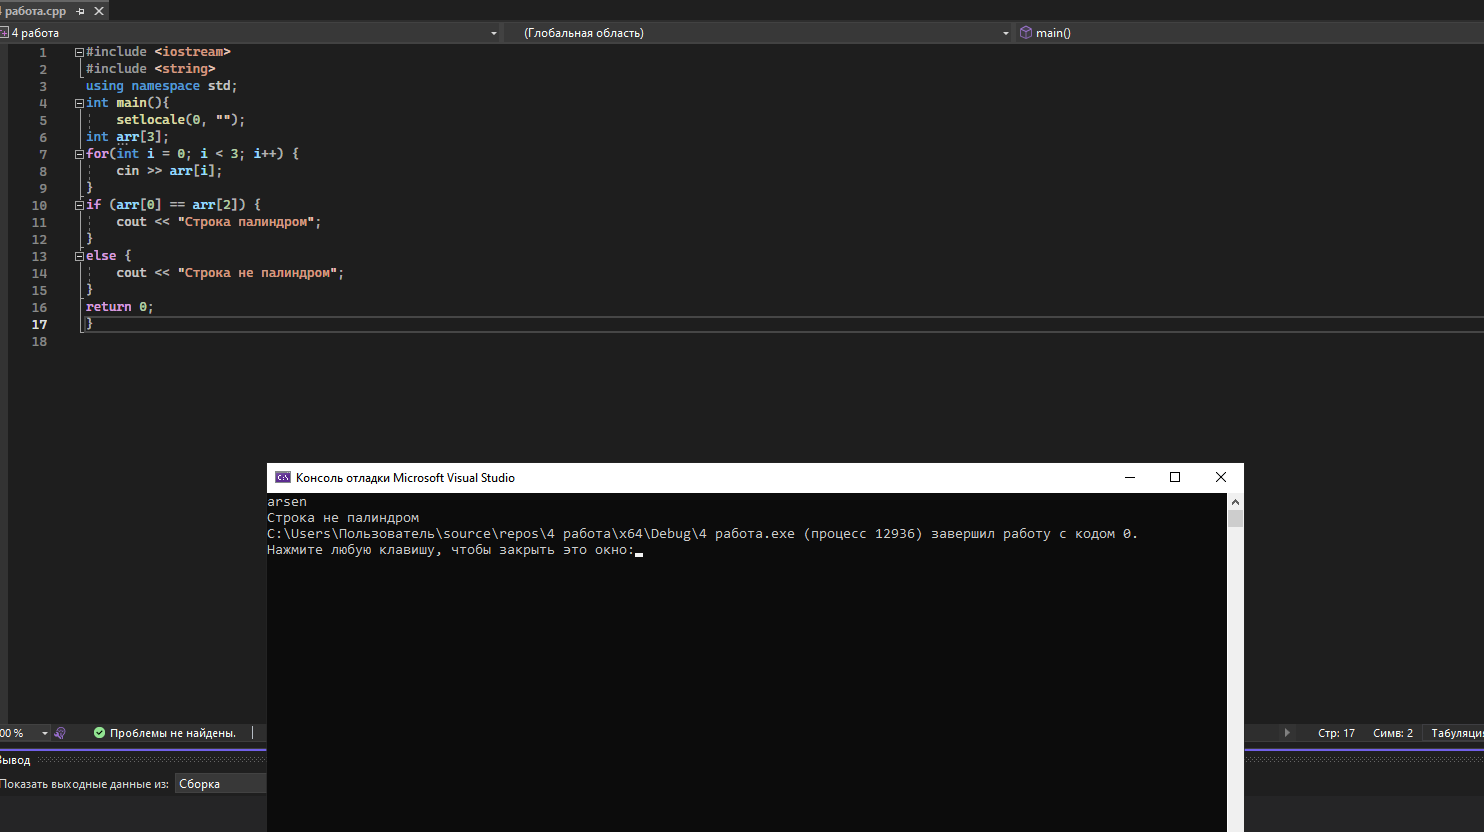 4 работа.cpp
4 работа (Глобальная область) main()
1 #include <iostream>
2 #include <string>
3 using namespace std;
4 int main(){
5 setlocale(0, "");
6 int arr[3];
7 for(int i = 0; i < 3; i++) {
8 cin >> arr[i];
9 }
10 if (arr[0] == arr[2]) {
11 cout << "Строка палиндром";
12 }
13 else {
14 cout << "Строка не палиндром";
15 }
16 return 0;
17 }
18
Консоль отладки Microsoft Visual Studio
arsen
Строка не палиндром
C:\Users\Пользователь\source\repos\4 работа\x64\Debug\4 работа.exe (процесс 12936) завершил работу с кодом 0.
Нажмите любую клавишу, чтобы закрыть это окно:
00 % Проблемы не найдены. Стр: 17 Симв: 2 Табуляци
Вывод
Показать выходные данные из: Сборка